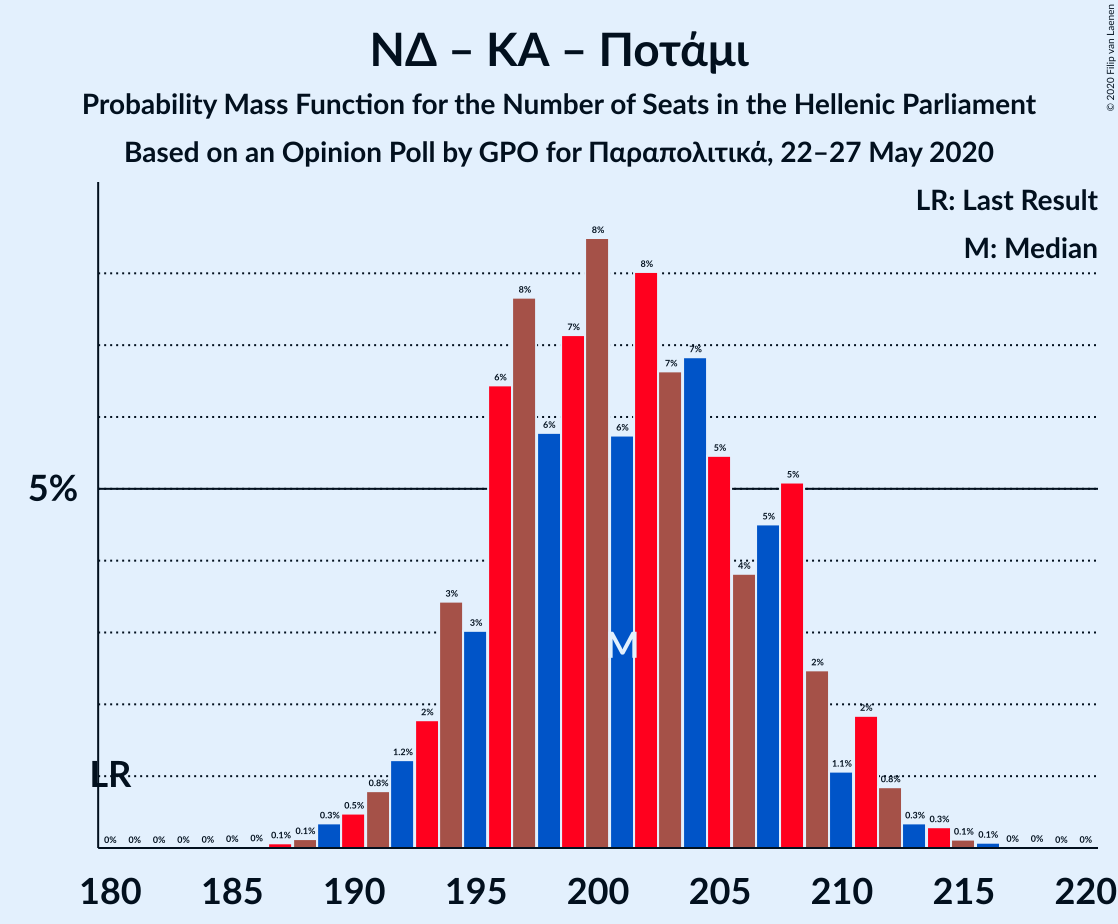 ΝΔ – ΚΑ – Ποτάμι
Probability Mass Function for the Number of Seats in the Hellenic Parliament
Based on an Opinion Poll by GPO for Παραπολιτικά, 22–27 May 2020
© 2020 Filip van Laenen
LR: Last Result
M: Median
5%
LR
M
0% 0% 0% 0% 0% 0% 0% 0.1% 0.1% 0.3% 0.5% 0.8% 1.2% 2% 3% 3% 6% 8% 6% 7% 8% 6% 8% 7% 7% 5% 4% 5% 5% 2% 1.1% 2% 0.8% 0.3% 0.3% 0.1% 0.1% 0% 0% 0% 0%
180 185 190 195 200 205 210 215 220